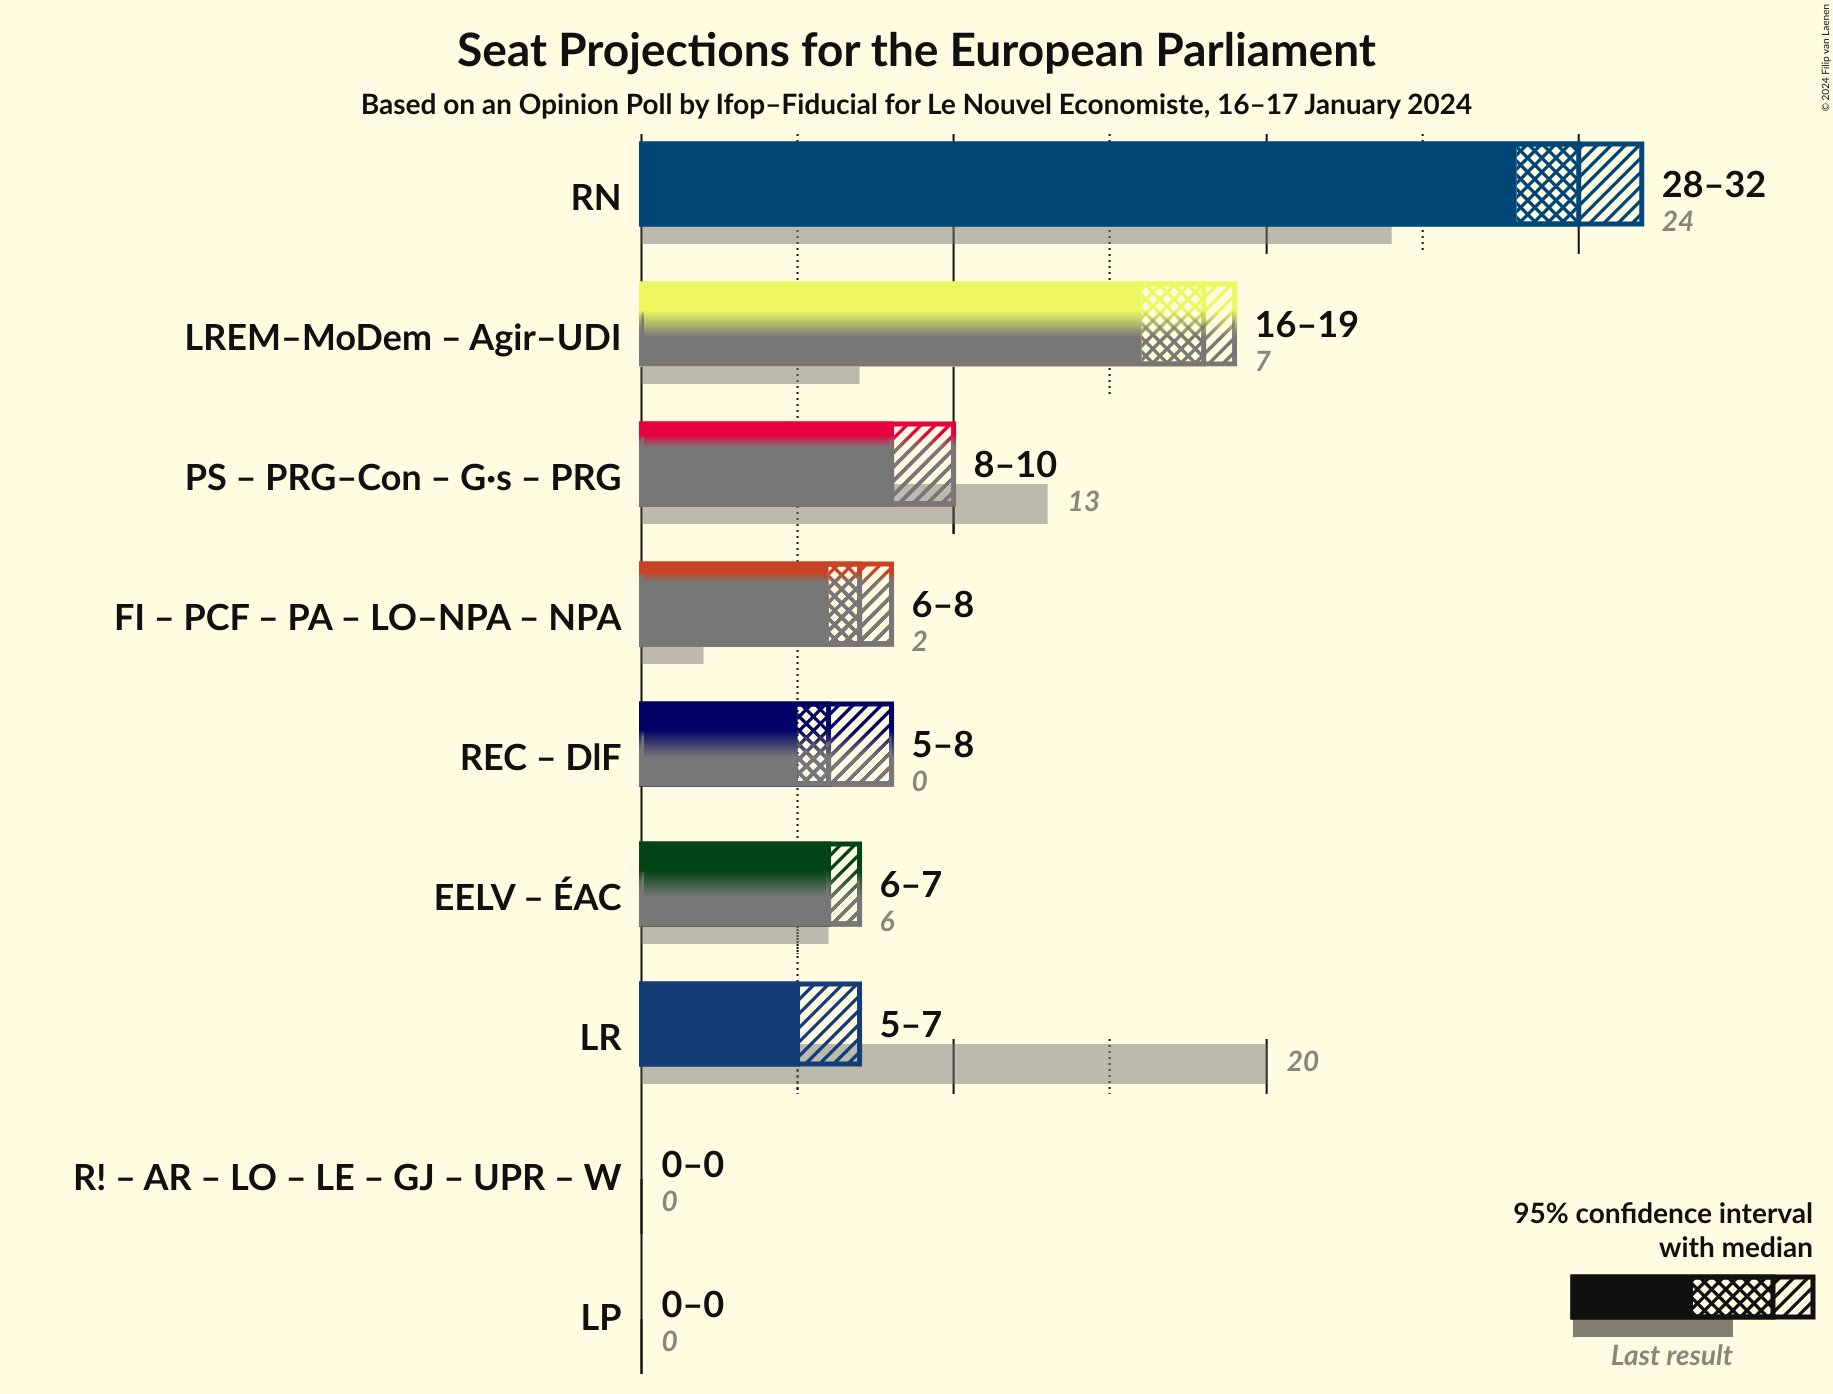 Seat Projections for the European Parliament
Based on an Opinion Poll by Ifop–Fiducial for Le Nouvel Economiste, 16–17 January 2024
© 2024 Filip van Laenen
RN
28–32
24
LREM–MoDem – Agir–UDI
16–19
7
PS – PRG–Con – G·s – PRG
8–10
13
FI – PCF – PA – LO–NPA – NPA
6–8
2
REC – DlF
5–8
0
EELV – ÉAC
6–7
6
LR
5–7
20
R! – AR – LO – LE – GJ – UPR – W
0–0
0
LP
0–0
0
95% confidence interval
with median
Last result